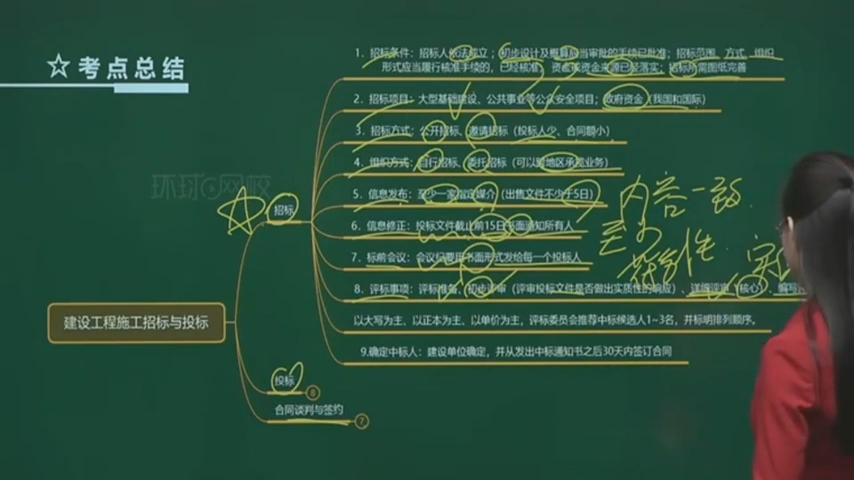 ☆考点总结
环球e网校
1、招标条件：招标人依法成立；初步设计及概算应当审批的手续已批准；招标范围、方式、组织
形式应当履行核准手续的，已经核准；资金或资金来源已经落实；招标所需图纸完善
2、招标项目：大型基础建设、公共事业等公众安全项目；政府资金（我国和国际）
3、招标方式：公开招标、邀请招标（投标人少、合同额小）
4、组织方式：自行招标、委托招标（可以跨地区承揽业务）
5、信息发布：至少一家指定媒介（出售文件不少于5日）
招标
6、信息修正：投标文件截止前15日书面通知所有人
7、标前会议：会议纪要用书面形式发给每一个投标人
8、评标事项：评标准备、初步评审（评审投标文件是否做出实质性的响应）、详细评审（核心）、编写
以大写为主、以正本为主、以单价为主，评标委员会推荐中标候选人1~3名，并标明排列顺序。
9.确定中标人：建设单位确定，并从发出中标通知书之后30天内签订合同
建设工程施工招标与投标
投标
8
合同谈判与签约
7
内容一致